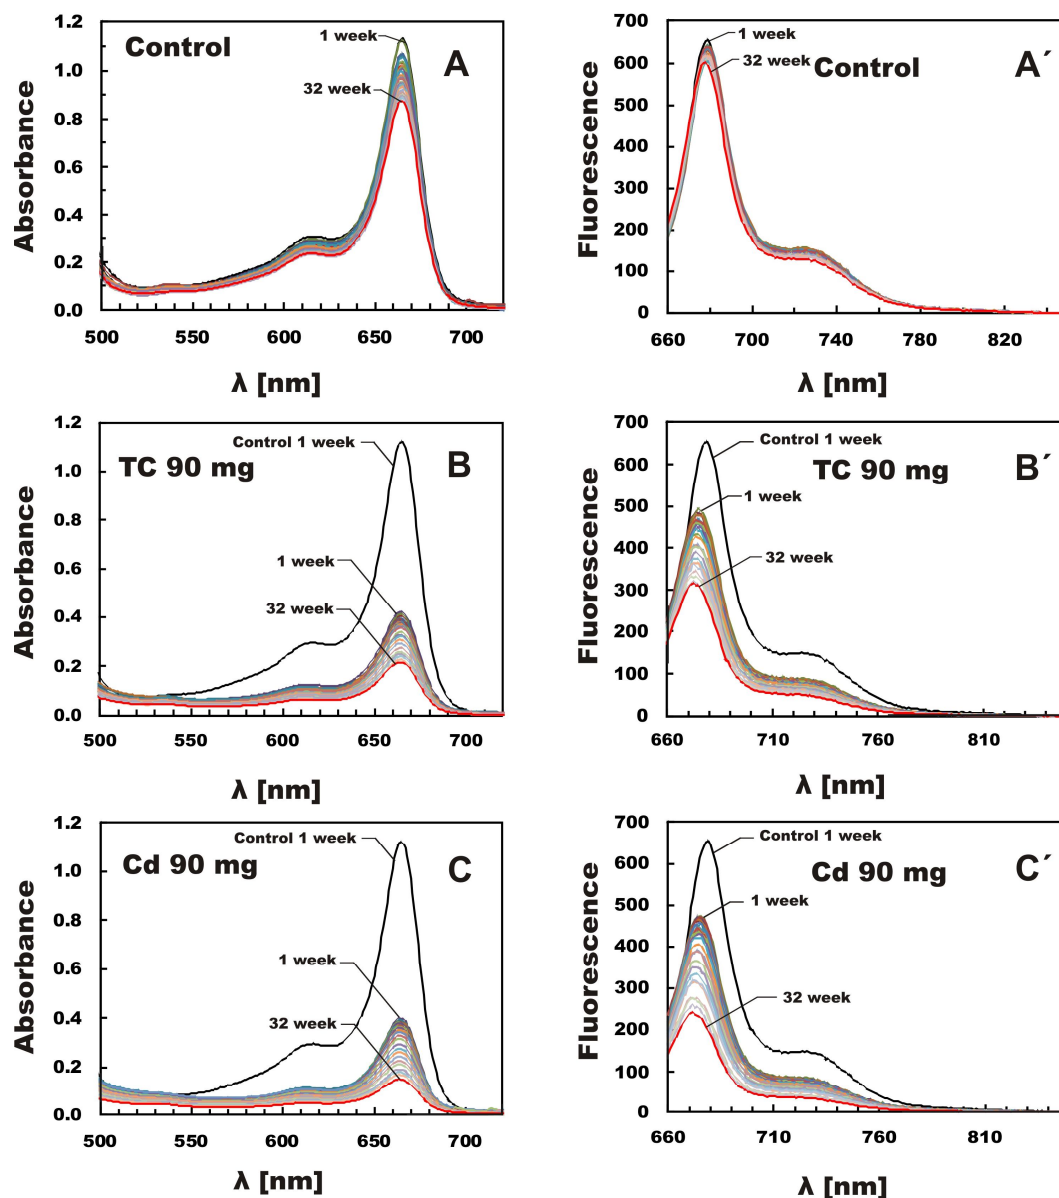 Control
A
1 week
32 week
Absorbance
1.2
1.0
0.8
0.6
0.4
0.2
0.0
500 550 600 650 700
λ [nm]
Control
A´
1 week
32 week
Fluorescence
700
600
500
400
300
200
100
0
660 700 740 780 820
λ [nm]
TC 90 mg
B
Control 1 week
1 week
32 week
Absorbance
1.2
1.0
0.8
0.6
0.4
0.2
0.0
500 550 600 650 700
λ [nm]
TC 90 mg
B´
Control 1 week
1 week
32 week
Fluorescence
700
600
500
400
300
200
100
0
660 710 760 810
λ [nm]
Cd 90 mg
C
Control 1 week
1 week
32 week
Absorbance
1.2
1.0
0.8
0.6
0.4
0.2
0.0
500 550 600 650 700
λ [nm]
Cd 90 mg
C´
Control 1 week
1 week
32 week
Fluorescence
700
600
500
400
300
200
100
0
660 710 760 810
λ [nm]